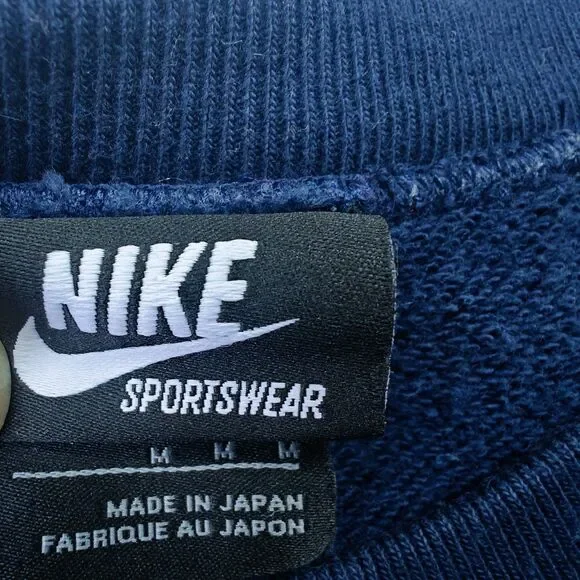 NIKE
SPORTSWEAR
M M M
MADE IN JAPAN
FABRIQUE AU JAPON